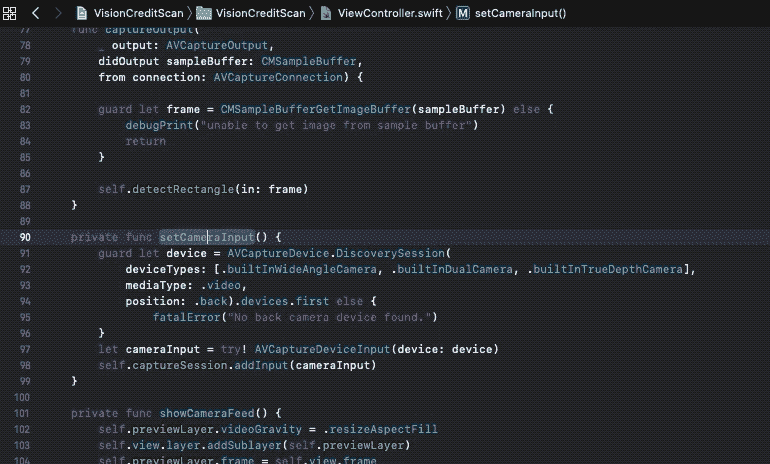 VisionCreditScan › VisionCreditScan › ViewController.swift › M setCameraInput()
77 func captureOutput(
78 _ output: AVCaptureOutput,
79 didOutput sampleBuffer: CMSampleBuffer,
80 from connection: AVCaptureConnection) {
81
82 guard let frame = CMSampleBufferGetImageBuffer(sampleBuffer) else {
83 debugPrint("unable to get image from sample buffer")
84 return
85 }
86
87 self.detectRectangle(in: frame)
88 }
89
90 private func setCameraInput() {
91 guard let device = AVCaptureDevice.DiscoverySession(
92 deviceTypes: [.builtInWideAngleCamera, .builtInDualCamera, .builtInTrueDepthCamera],
93 mediaType: .video,
94 position: .back).devices.first else {
95 fatalError("No back camera device found.")
96 }
97 let cameraInput = try! AVCaptureDeviceInput(device: device)
98 self.captureSession.addInput(cameraInput)
99 }
100
101 private func showCameraFeed() {
102 self.previewLayer.videoGravity = .resizeAspectFill
103 self.view.layer.addSublayer(self.previewLayer)
104 self.previewLayer.frame = self.view.frame